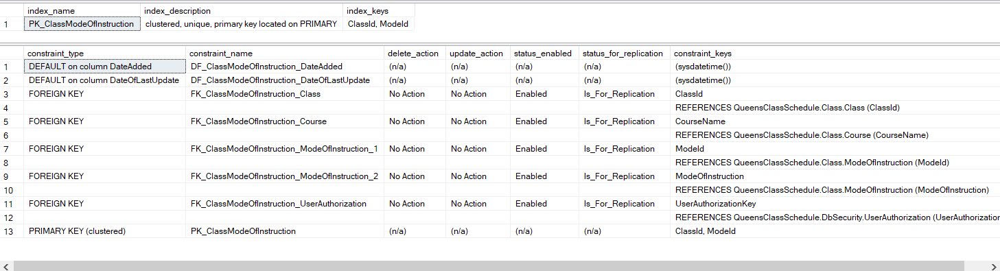 index_name index_description index_keys
1 PK_ClassModeOfInstruction clustered, unique, primary key located on PRIMARY ClassId, ModeId
constraint_type constraint_name delete_action update_action status_enabled status_for_replication constraint_keys
1 DEFAULT on column DateAdded DF_ClassModeOfInstruction_DateAdded (n/a) (n/a) (n/a) (n/a) (sysdatetime())
2 DEFAULT on column DateOfLastUpdate DF_ClassModeOfInstruction_DateOfLastUpdate (n/a) (n/a) (n/a) (n/a) (sysdatetime())
3 FOREIGN KEY FK_ClassModeOfInstruction_Class No Action No Action Enabled Is_For_Replication ClassId
4 REFERENCES QueensClassSchedule.Class.Class (ClassId)
5 FOREIGN KEY FK_ClassModeOfInstruction_Course No Action No Action Enabled Is_For_Replication CourseName
6 REFERENCES QueensClassSchedule.Class.Course (CourseName)
7 FOREIGN KEY FK_ClassModeOfInstruction_ModeOfInstruction_1 No Action No Action Enabled Is_For_Replication ModeId
8 REFERENCES QueensClassSchedule.Class.ModeOfInstruction (ModeId)
9 FOREIGN KEY FK_ClassModeOfInstruction_ModeOfInstruction_2 No Action No Action Enabled Is_For_Replication ModeOfInstruction
10 REFERENCES QueensClassSchedule.Class.ModeOfInstruction (ModeOfInstruction)
11 FOREIGN KEY FK_ClassModeOfInstruction_UserAuthorization No Action No Action Enabled Is_For_Replication UserAuthorizationKey
12 REFERENCES QueensClassSchedule.DbSecurity.UserAuthorization (UserAuthorization
13 PRIMARY KEY (clustered) PK_ClassModeOfInstruction (n/a) (n/a) (n/a) (n/a) ClassId, ModeId